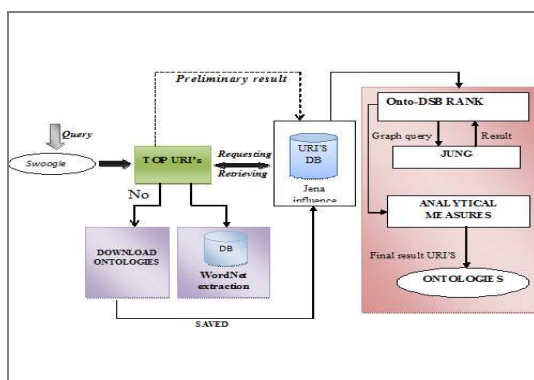 Preliminary result
Query
Swoogle
TOP URI's
Requesting
Retrieving
No
URI'S
DB
Jena
influence
DOWNLOAD
ONTOLOGIES
DB
WordNet
extraction
SAVED
Onto-DSB RANK
Graph query
Result
JUNG
ANALYTICAL
MEASURES
Final result URI'S
ONTOLOGIES